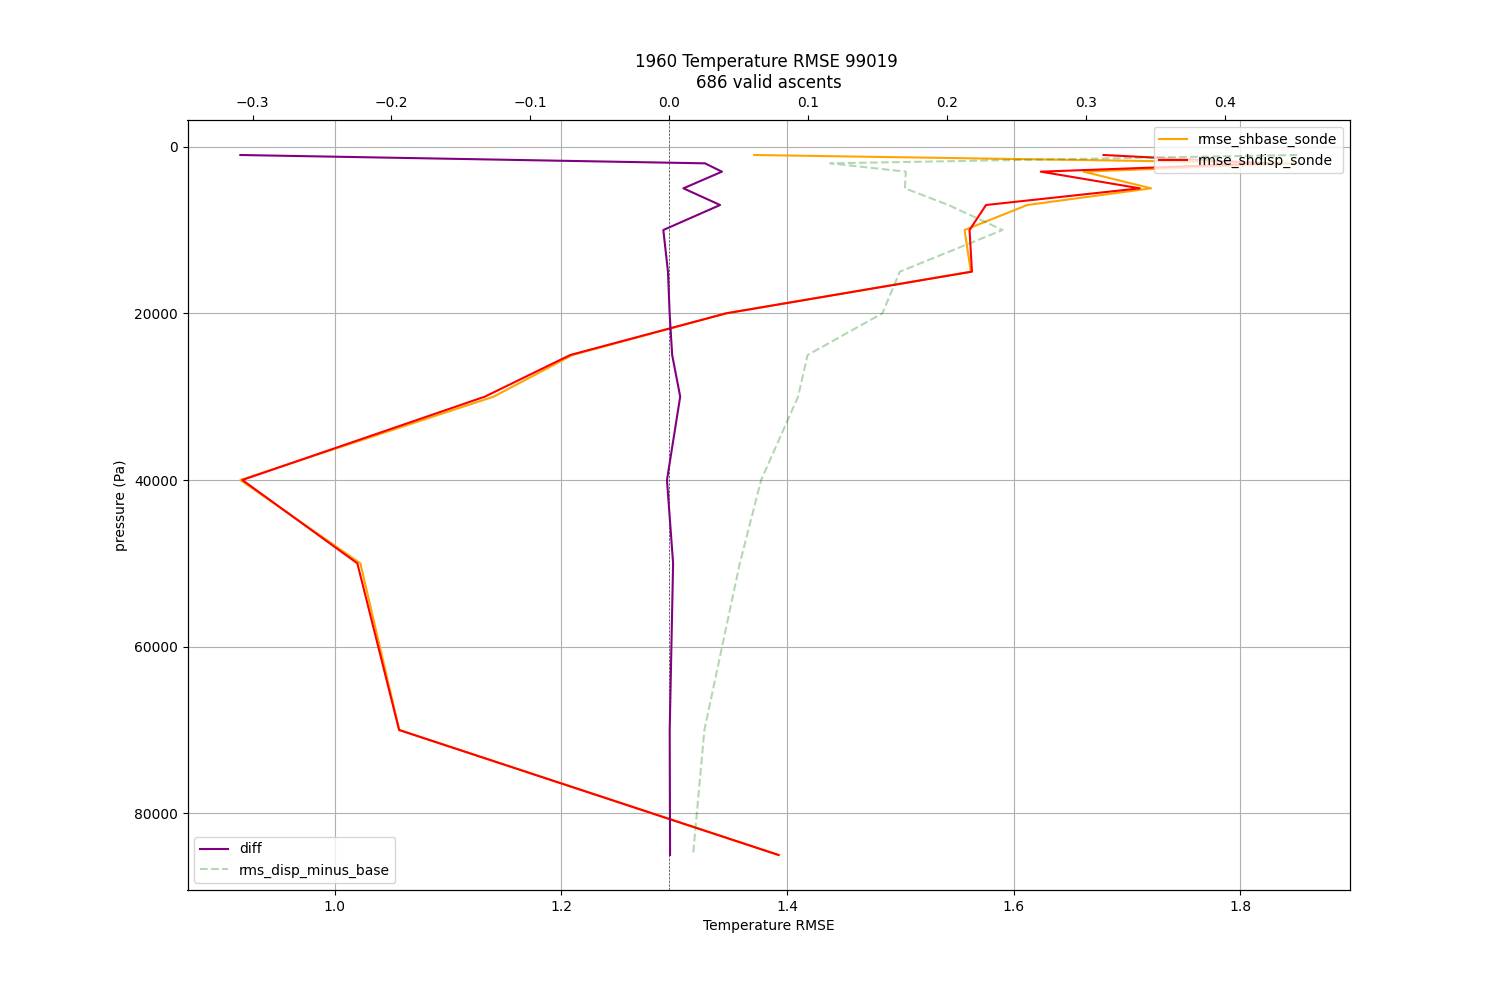 1960 Temperature RMSE 99019
686 valid ascents
−0.3 −0.2 −0.1 0.0 0.1 0.2 0.3 0.4
rmse_shbase_sonde
rmse_shdisp_sonde
0
20000
40000
60000
80000
pressure (Pa)
diff
rms_disp_minus_base
1.0 1.2 1.4 1.6 1.8
Temperature RMSE